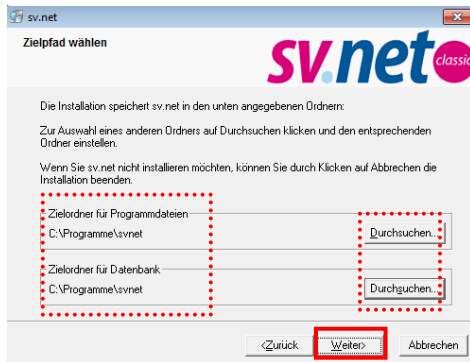 sv.net
Zielpfad wählen
sv.net classic
Die Installation speichert sv.net in den unten angegebenen Ordnern:
Zur Auswahl eines anderen Ordners auf Durchsuchen klicken und den entsprechenden
Ordner einstellen.
Wenn Sie sv.net nicht installieren möchten, können Sie durch Klicken auf Abbrechen die
Installation beenden.
Zielordner für Programmdateien
C:\Programme\svnet
Durchsuchen...
Zielordner für Datenbank
C:\Programme\svnet
Durchsuchen...
<Zurück Weiter> Abbrechen